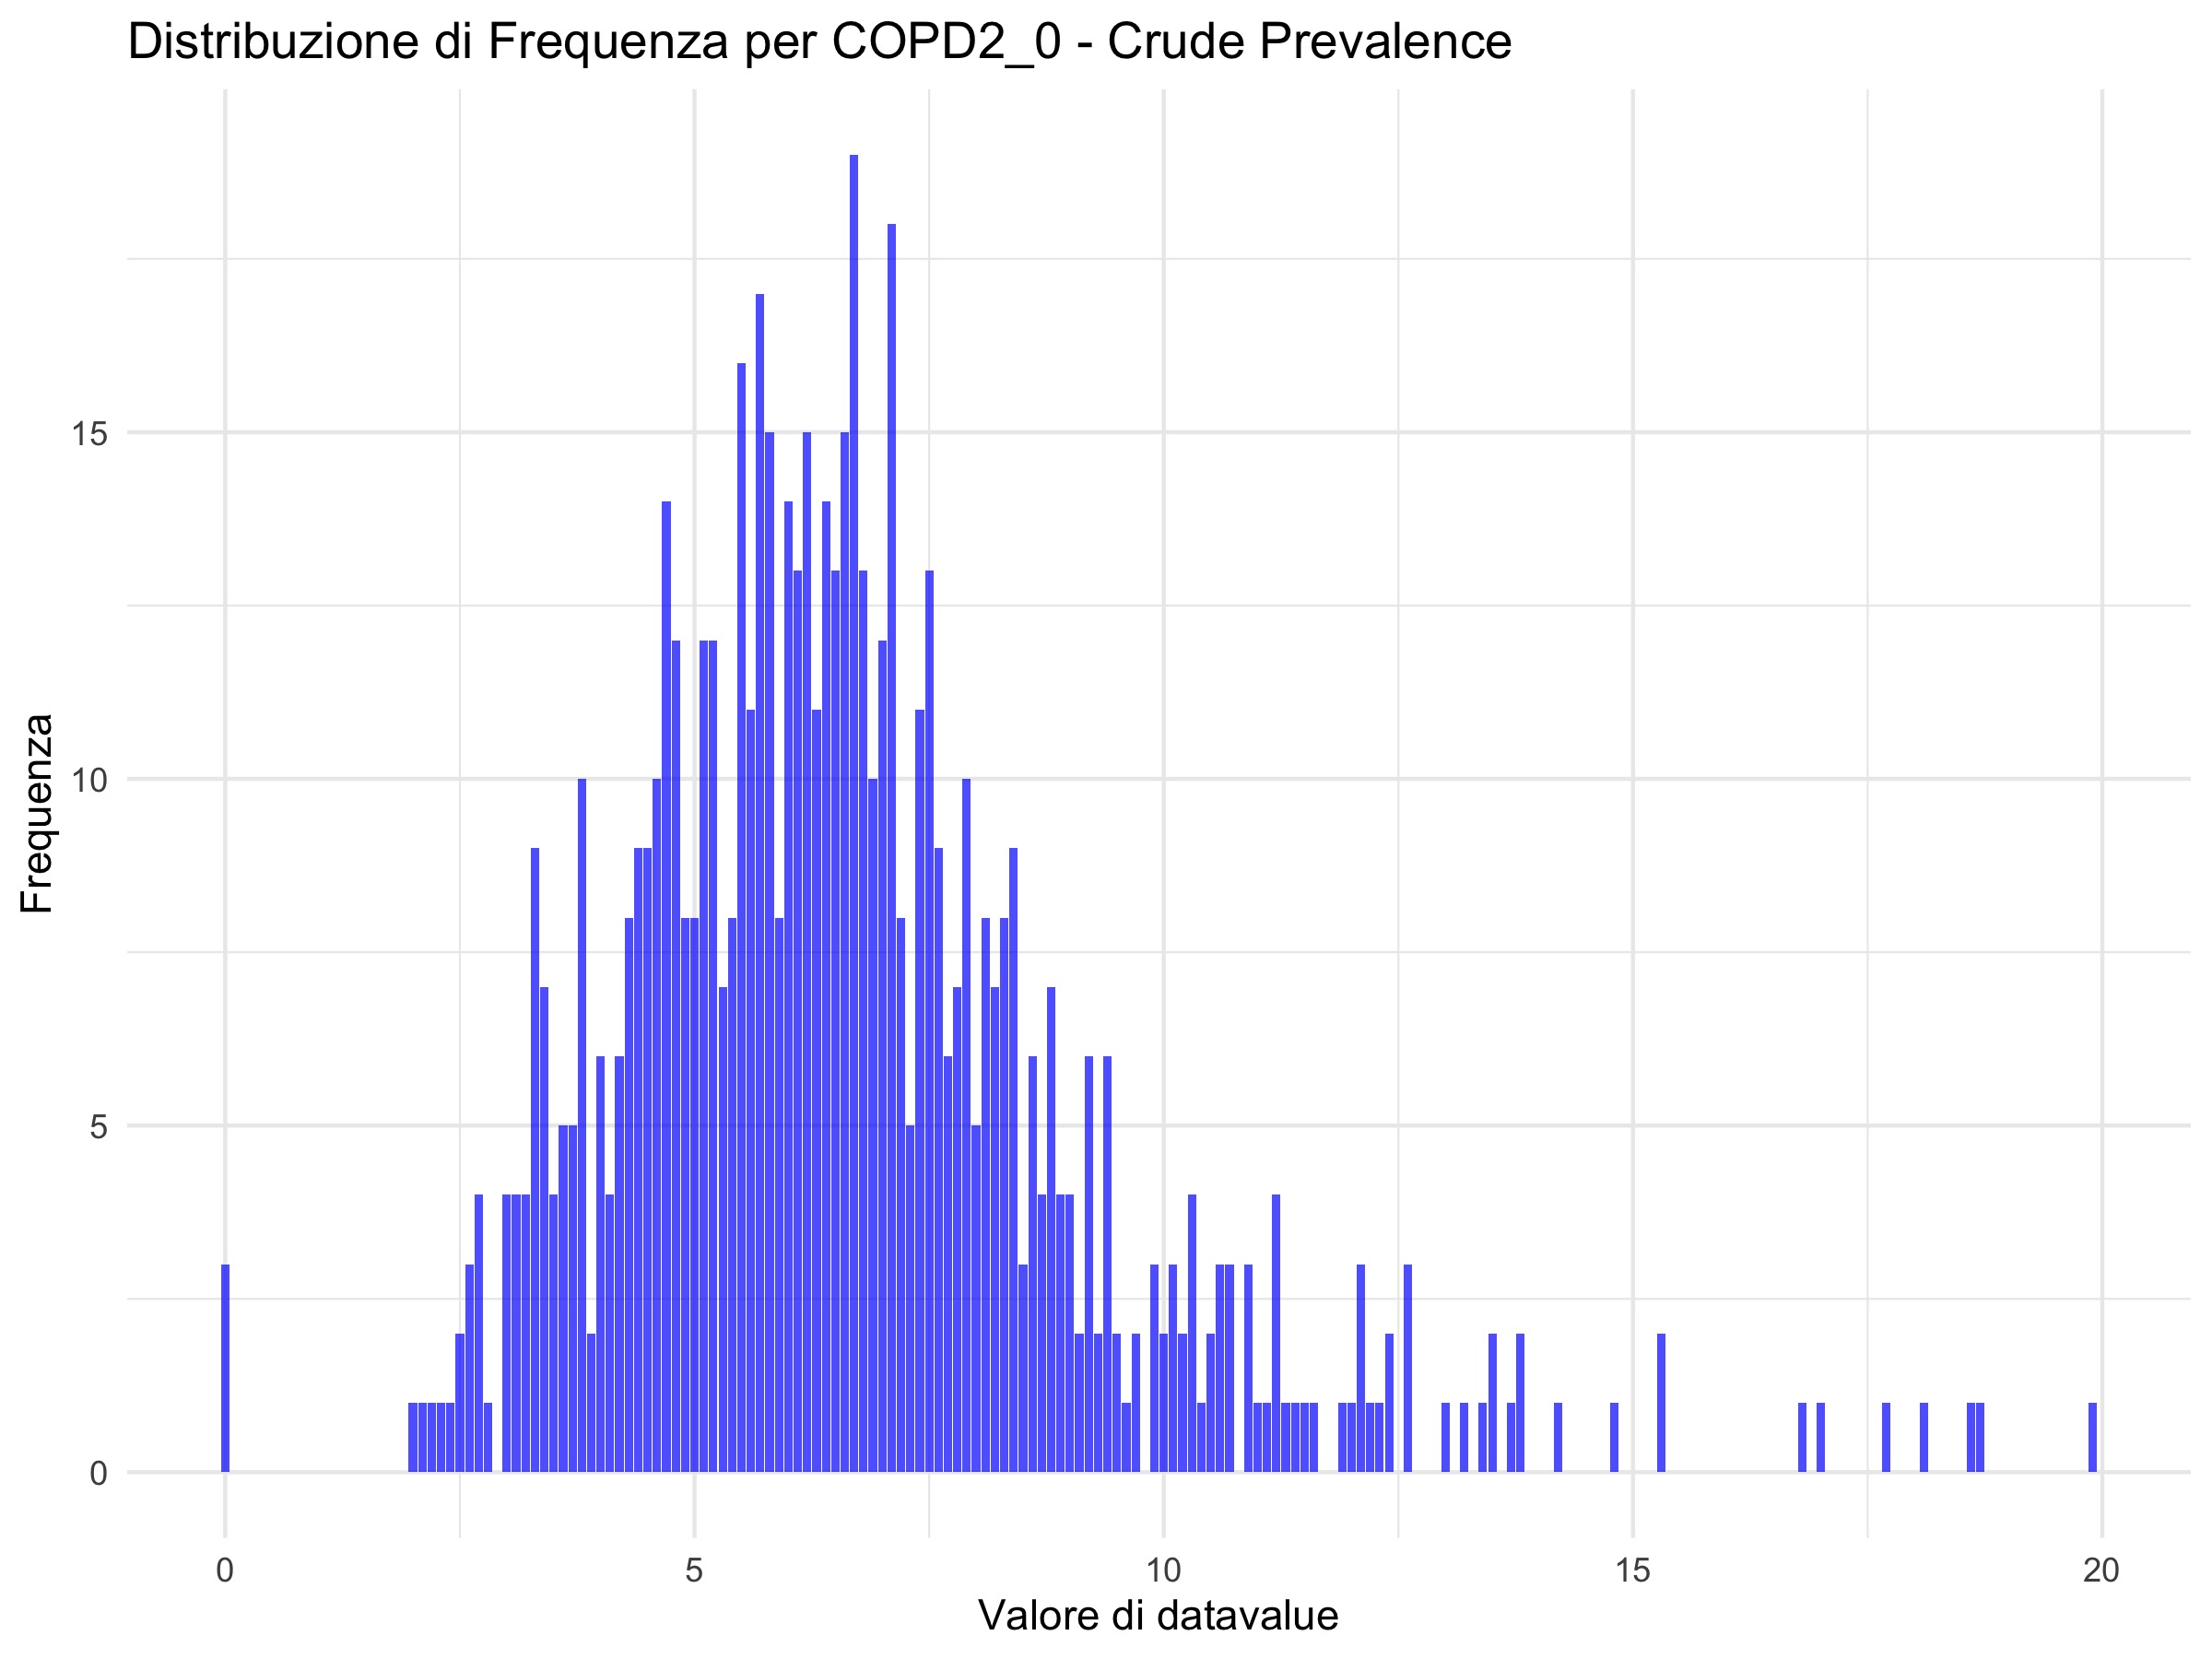 Distribuzione di Frequenza per COPD2_0 - Crude Prevalence
Frequenza
15
10
5
0
0 5 10 15 20
Valore di datavalue